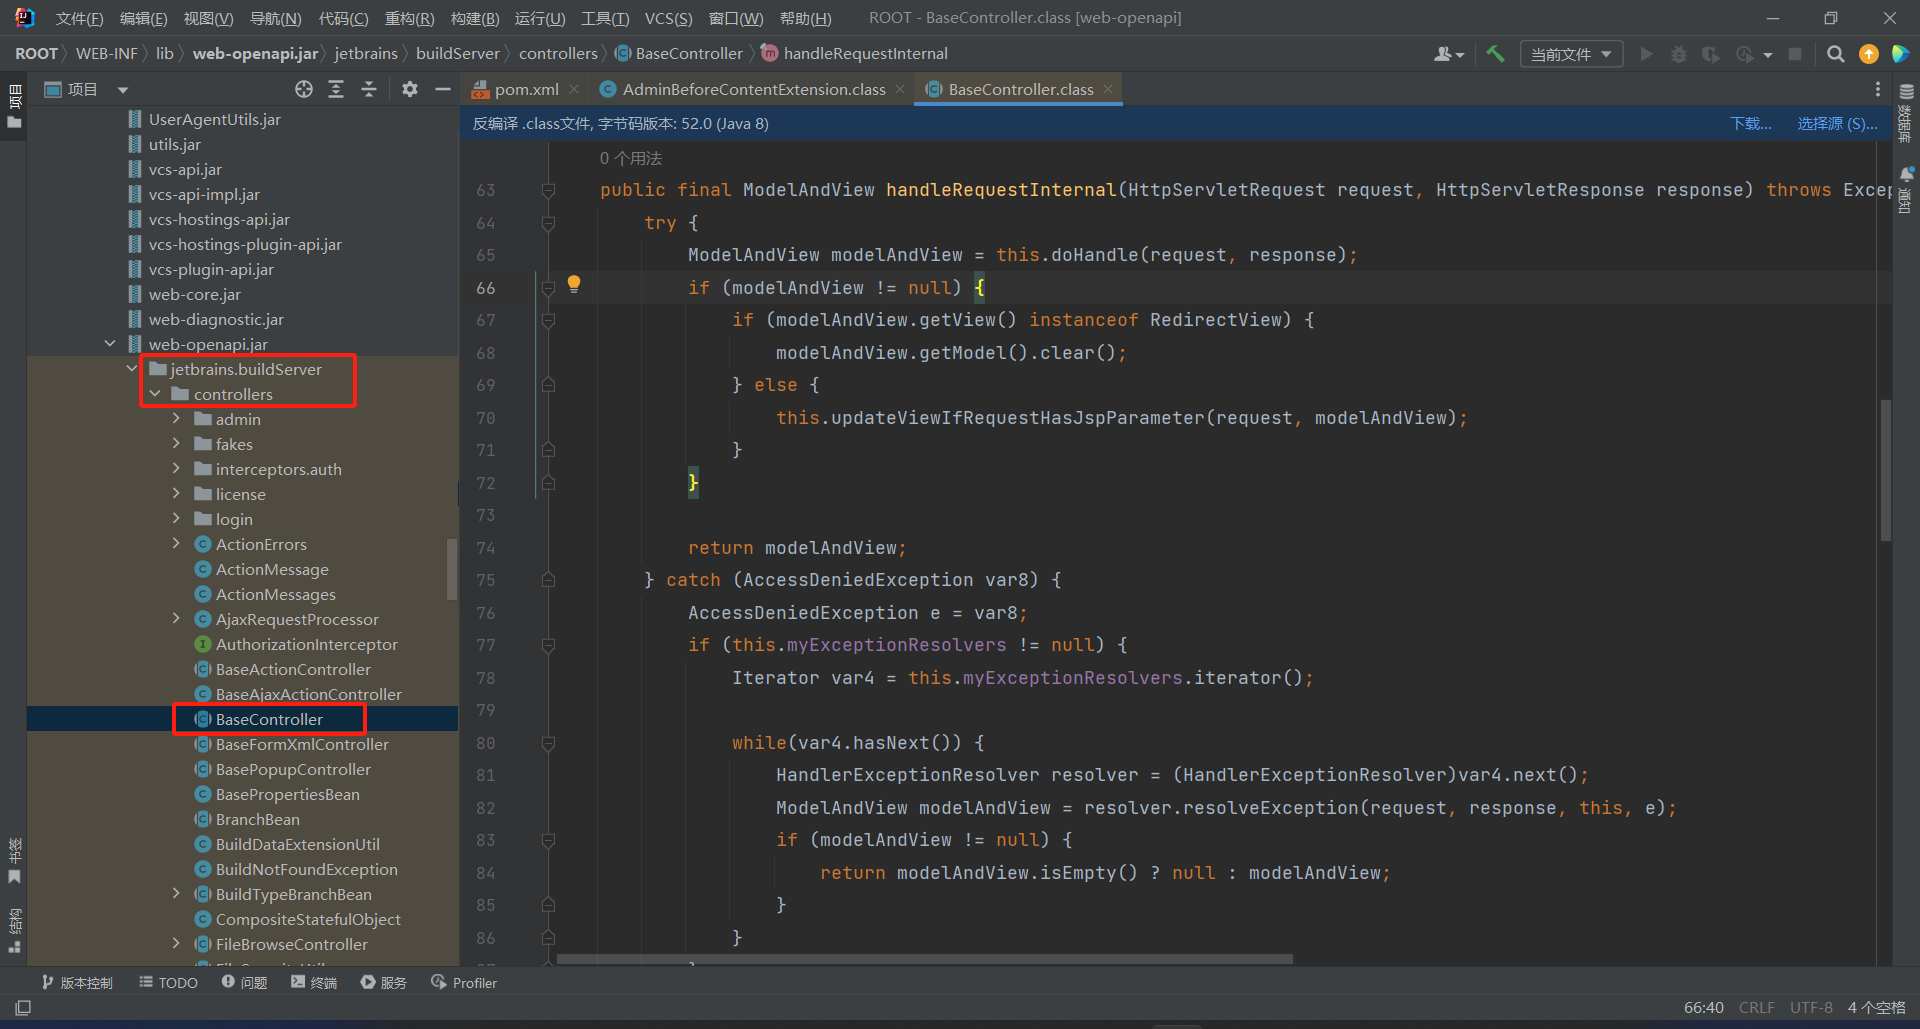 文件(F) 编辑(E) 视图(V) 导航(N) 代码(C) 重构(R) 构建(B) 运行(U) 工具(T) VCS(S) 窗口(W) 帮助(H) ROOT - BaseController.class [web-openapi]
ROOT WEB-INF lib web-openapi.jar jetbrains buildServer controllers BaseController handleRequestInternal 当前文件
项目
项目
pom.xml AdminBeforeContentExtension.class BaseController.class
反编译 .class文件, 字节码版本: 52.0 (Java 8) 下载... 选择源 (S)...
UserAgentUtils.jar
utils.jar
vcs-api.jar
vcs-api-impl.jar
vcs-hostings-api.jar
vcs-hostings-plugin-api.jar
vcs-plugin-api.jar
web-core.jar
web-diagnostic.jar
web-openapi.jar
jetbrains.buildServer
controllers
admin
fakes
interceptors.auth
license
login
ActionErrors
ActionMessage
ActionMessages
AjaxRequestProcessor
AuthorizationInterceptor
BaseActionController
BaseAjaxActionController
BaseController
BaseFormXmlController
BasePopupController
BasePropertiesBean
BranchBean
BuildDataExtensionUtil
BuildNotFoundException
BuildTypeBranchBean
CompositeStatefulObject
FileBrowseController
0 个用法
63 public final ModelAndView handleRequestInternal(HttpServletRequest request, HttpServletResponse response) throws Excep
64 try {
65 ModelAndView modelAndView = this.doHandle(request, response);
66 if (modelAndView != null) {
67 if (modelAndView.getView() instanceof RedirectView) {
68 modelAndView.getModel().clear();
69 } else {
70 this.updateViewIfRequestHasJspParameter(request, modelAndView);
71 }
72 }
73
74 return modelAndView;
75 } catch (AccessDeniedException var8) {
76 AccessDeniedException e = var8;
77 if (this.myExceptionResolvers != null) {
78 Iterator var4 = this.myExceptionResolvers.iterator();
79
80 while(var4.hasNext()) {
81 HandlerExceptionResolver resolver = (HandlerExceptionResolver)var4.next();
82 ModelAndView modelAndView = resolver.resolveException(request, response, this, e);
83 if (modelAndView != null) {
84 return modelAndView.isEmpty() ? null : modelAndView;
85 }
86 }
数据库
通知
书签
结构
版本控制 TODO 问题 终端 服务 Profiler
66:40 CRLF UTF-8 4 个空格